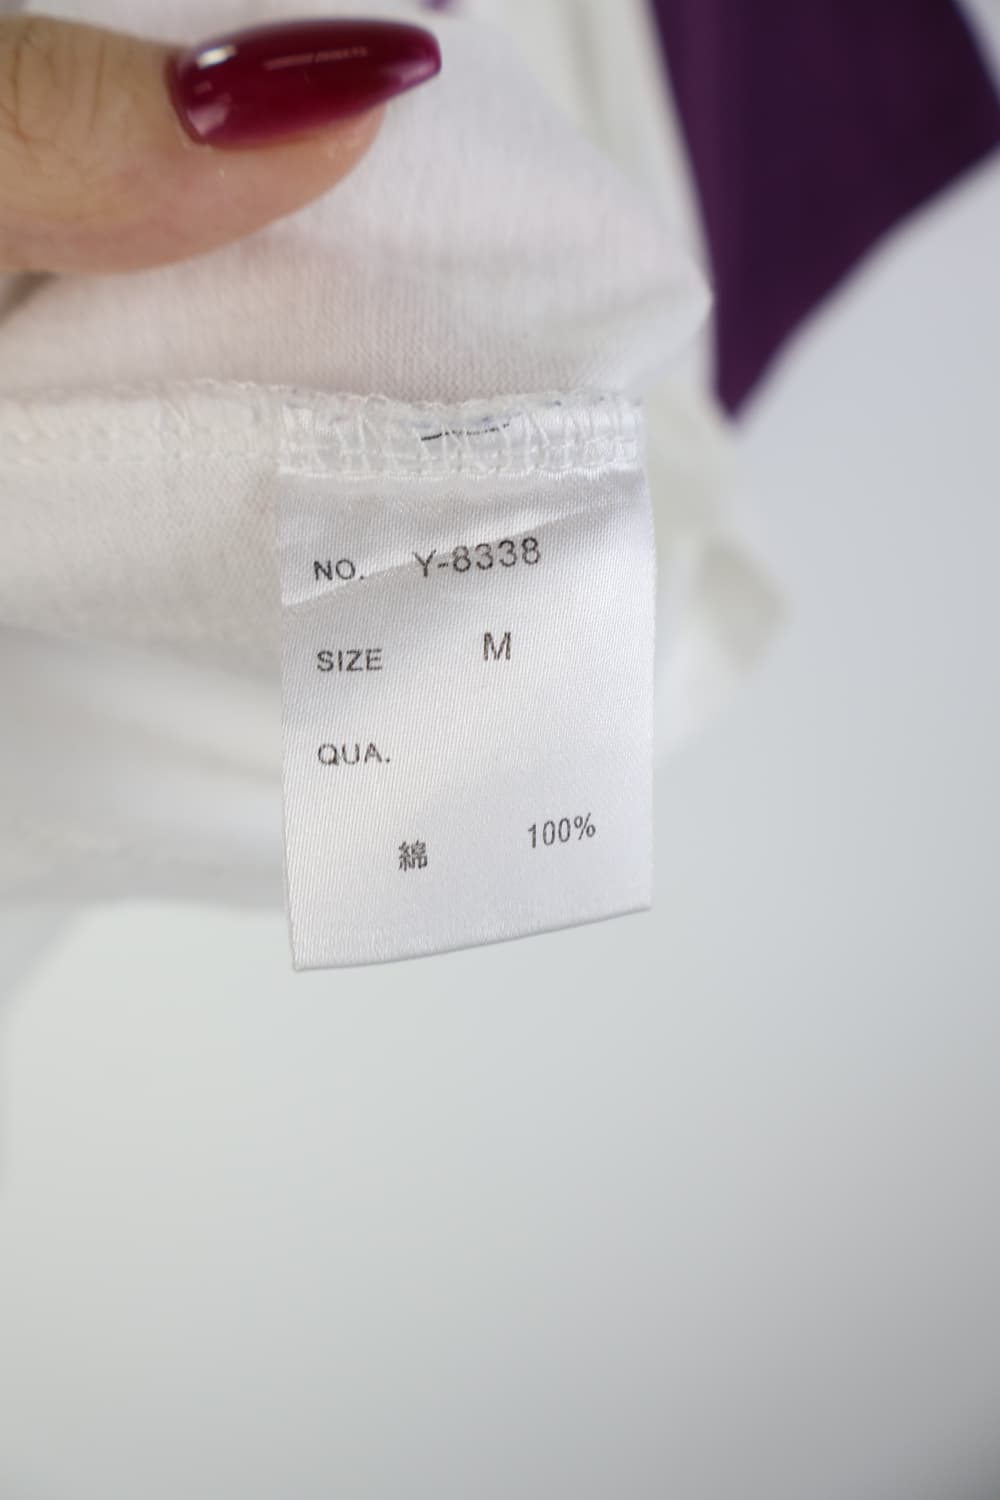 NO. Y-8338
SIZE M
QUA.
綿 100%